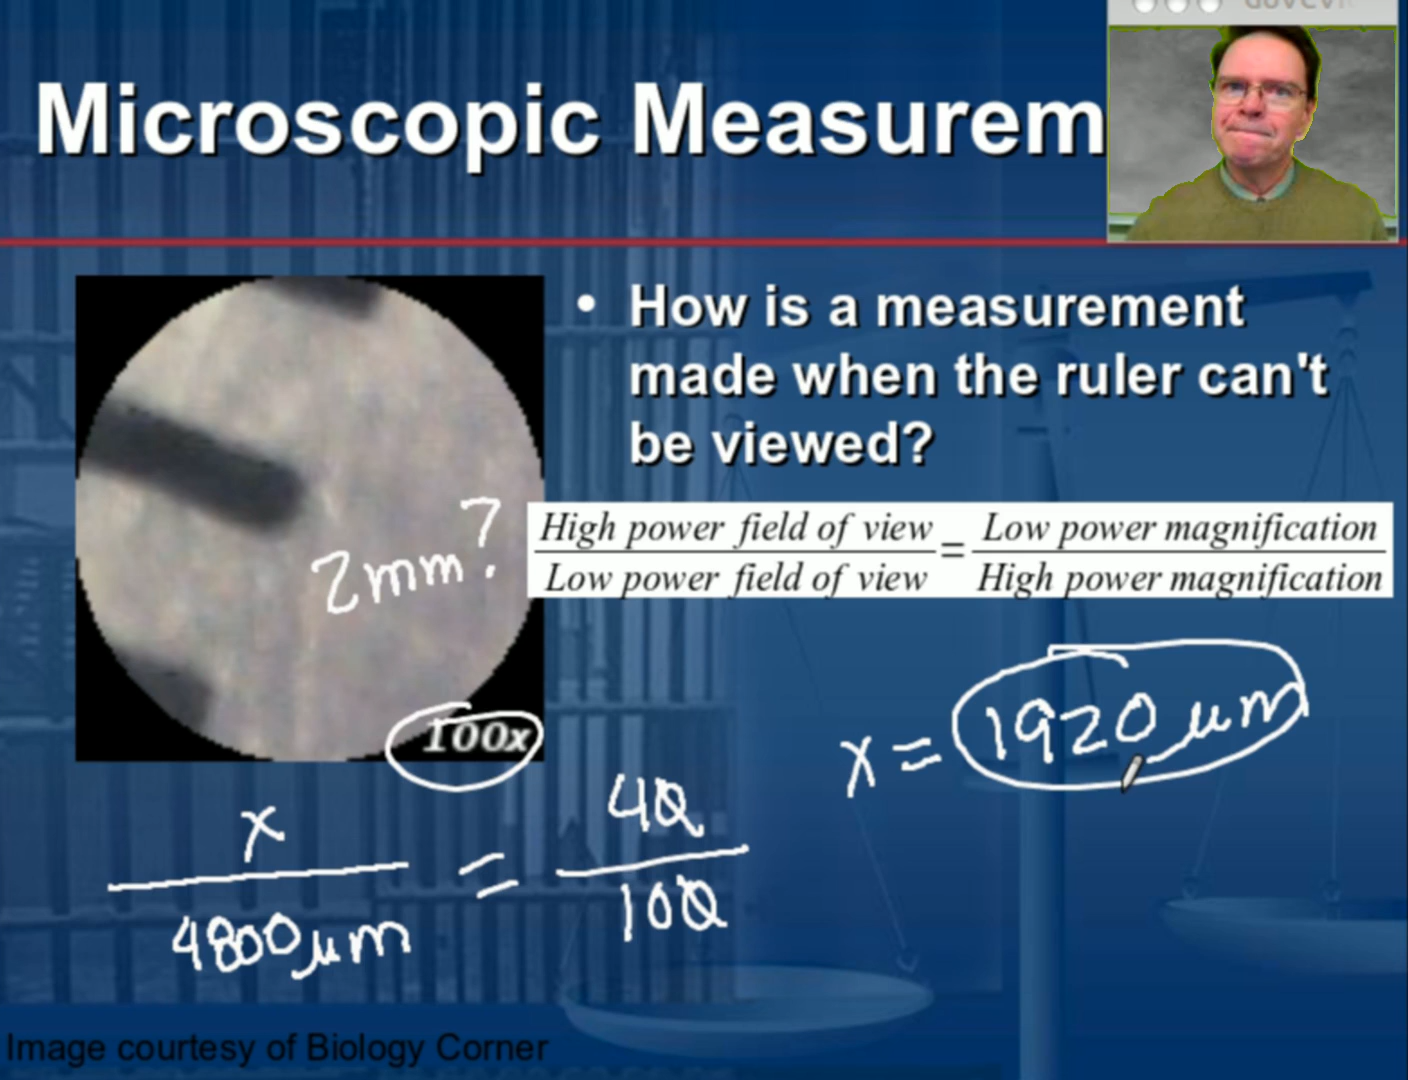 Microscopic Measurem
• How is a measurement
made when the ruler can't
be viewed?
2mm?
High power field of view / Low power field of view = Low power magnification / High power magnification
100x
x = 1920 µm
x / 4800 µm = 40 / 100
Image courtesy of Biology Corner